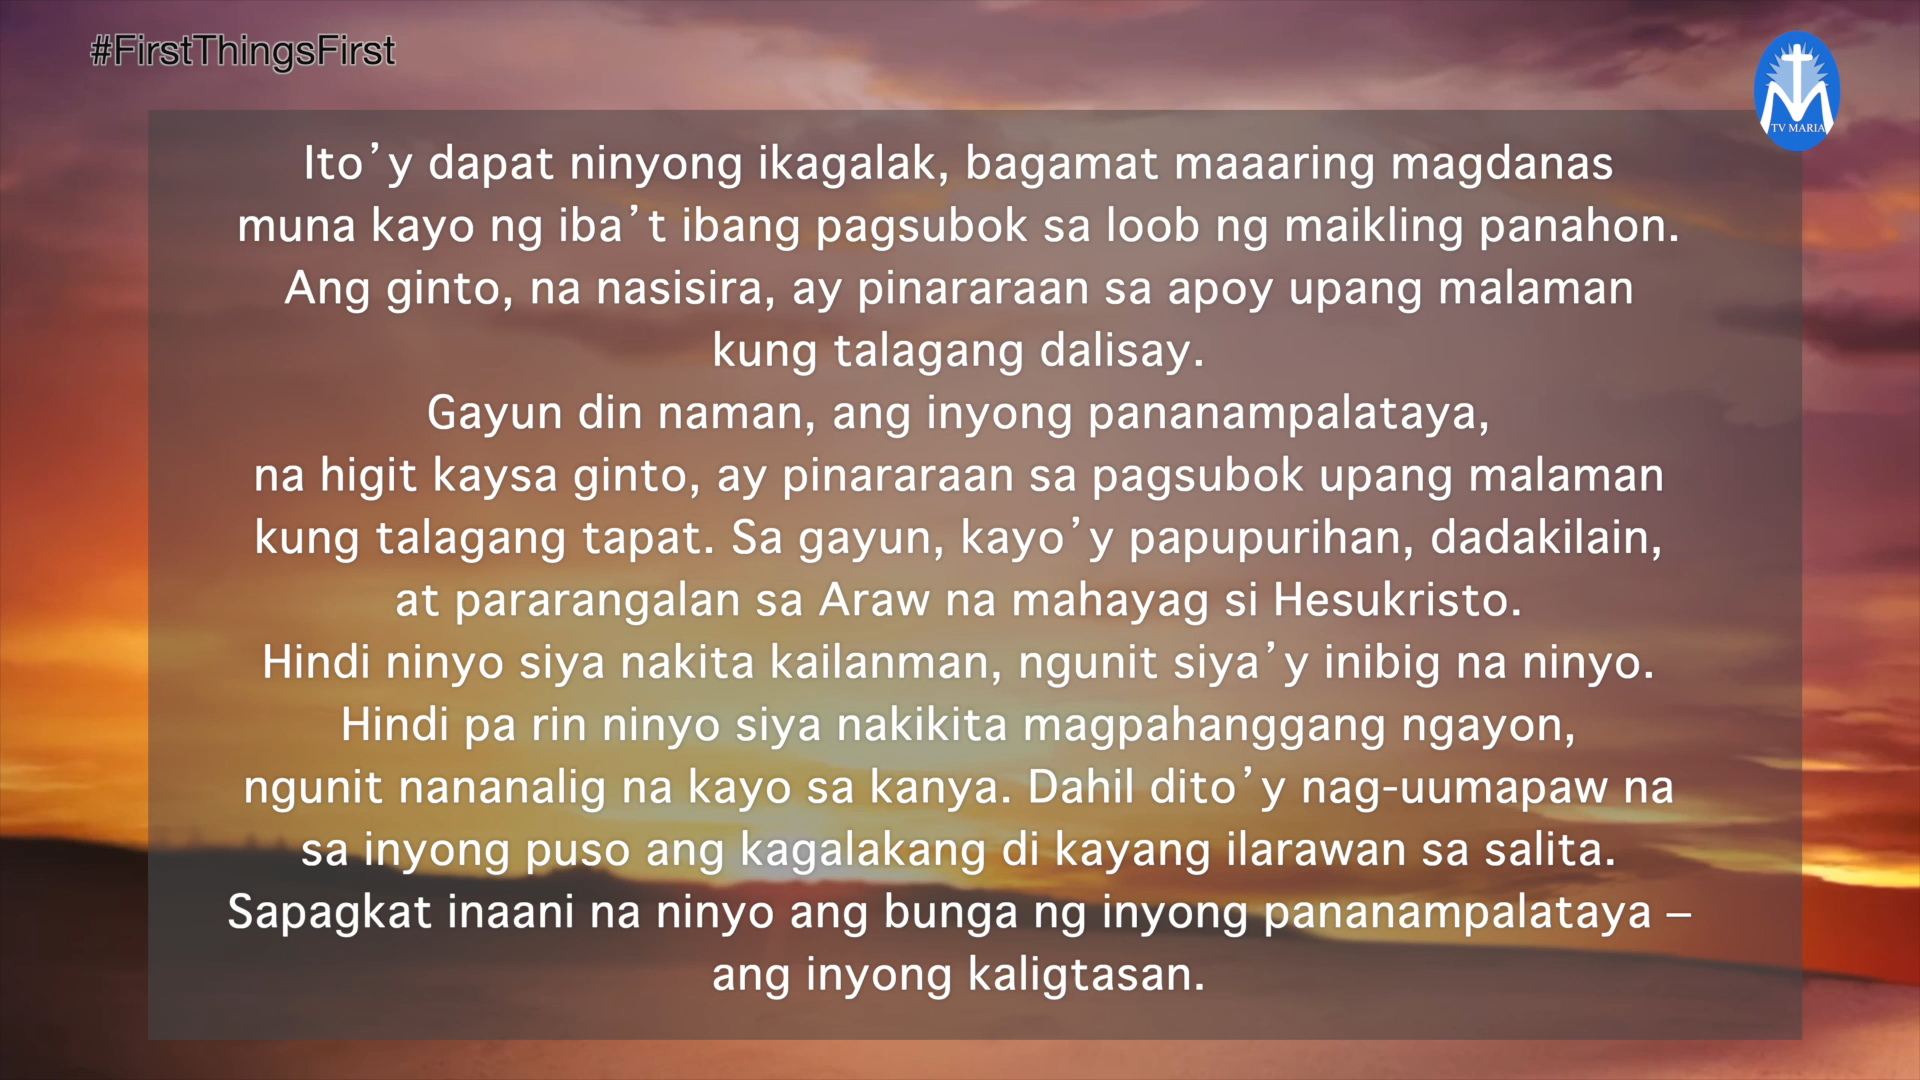 #FirstThingsFirst
TV MARIA
Ito’y dapat ninyong ikagalak, bagamat maaaring magdanas
muna kayo ng iba’t ibang pagsubok sa loob ng maikling panahon.
Ang ginto, na nasisira, ay pinararaan sa apoy upang malaman
kung talagang dalisay.
Gayun din naman, ang inyong pananampalataya,
na higit kaysa ginto, ay pinararaan sa pagsubok upang malaman
kung talagang tapat. Sa gayun, kayo’y papupurihan, dadakilain,
at pararangalan sa Araw na mahayag si Hesukristo.
Hindi ninyo siya nakita kailanman, ngunit siya’y inibig na ninyo.
Hindi pa rin ninyo siya nakikita magpahanggang ngayon,
ngunit nananalig na kayo sa kanya. Dahil dito’y nag-uumapaw na
sa inyong puso ang kagalakang di kayang ilarawan sa salita.
Sapagkat inaani na ninyo ang bunga ng inyong pananampalataya –
ang inyong kaligtasan.